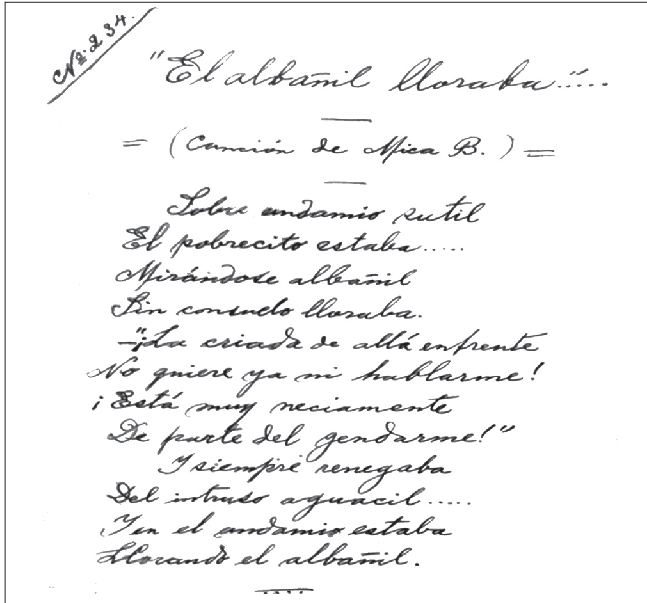 Nº 234.
"El albañil lloraba".....
= (Canción de Mica B.) =
Sobre andamio sutil
El pobrecito estaba.....
Mirándose albañil
Sin consuelo lloraba.
—"¡La criada de allá enfrente
No quiere ya ni hablarme!
¡Está muy neciamente
De parte del gendarme!"
Y siempre renegaba
Del intruso aguacil.....
Y en el andamio estaba
Llorando el albañil.